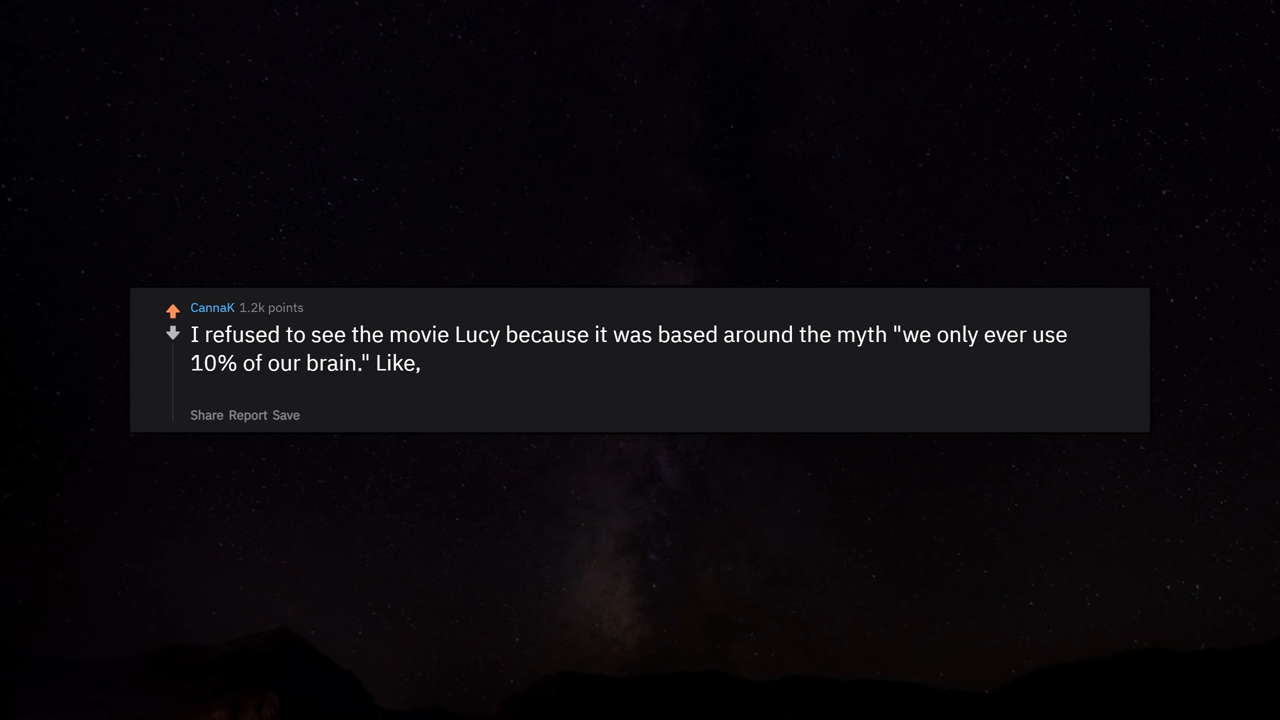 CannaK 1.2k points
I refused to see the movie Lucy because it was based around the myth "we only ever use
10% of our brain." Like,
Share Report Save